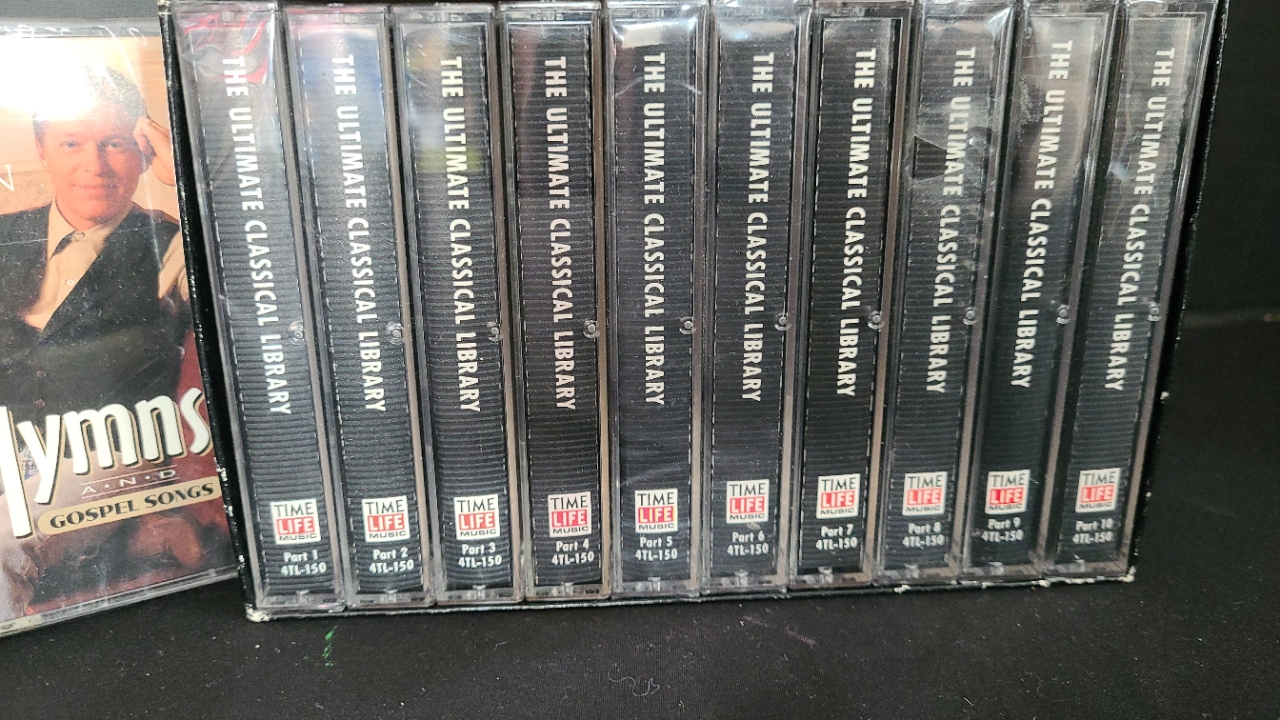 N
Hymns
A·N·D
GOSPEL SONGS
THE ULTIMATE CLASSICAL LIBRARY
TIME
LIFE
MUSIC
Part 1
4TL-150
THE ULTIMATE CLASSICAL LIBRARY
TIME
LIFE
MUSIC
Part 2
4TL-150
THE ULTIMATE CLASSICAL LIBRARY
TIME
LIFE
MUSIC
Part 3
4TL-150
THE ULTIMATE CLASSICAL LIBRARY
TIME
LIFE
MUSIC
Part 4
4TL-150
THE ULTIMATE CLASSICAL LIBRARY
TIME
LIFE
MUSIC
Part 5
4TL-150
THE ULTIMATE CLASSICAL LIBRARY
TIME
LIFE
MUSIC
Part 6
4TL-150
THE ULTIMATE CLASSICAL LIBRARY
TIME
LIFE
MUSIC
Part 7
4TL-150
THE ULTIMATE CLASSICAL LIBRARY
TIME
LIFE
MUSIC
Part 8
4TL-150
THE ULTIMATE CLASSICAL LIBRARY
TIME
LIFE
MUSIC
Part 9
4TL-150
THE ULTIMATE CLASSICAL LIBRARY
TIME
LIFE
MUSIC
Part 10
4TL-150